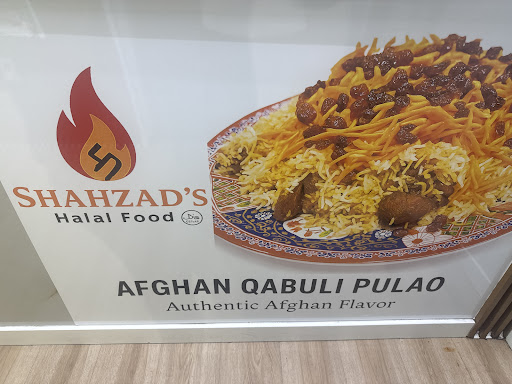 SHAHZAD'S
Halal Food
AFGHAN QABULI PULAO
Authentic Afghan Flavor